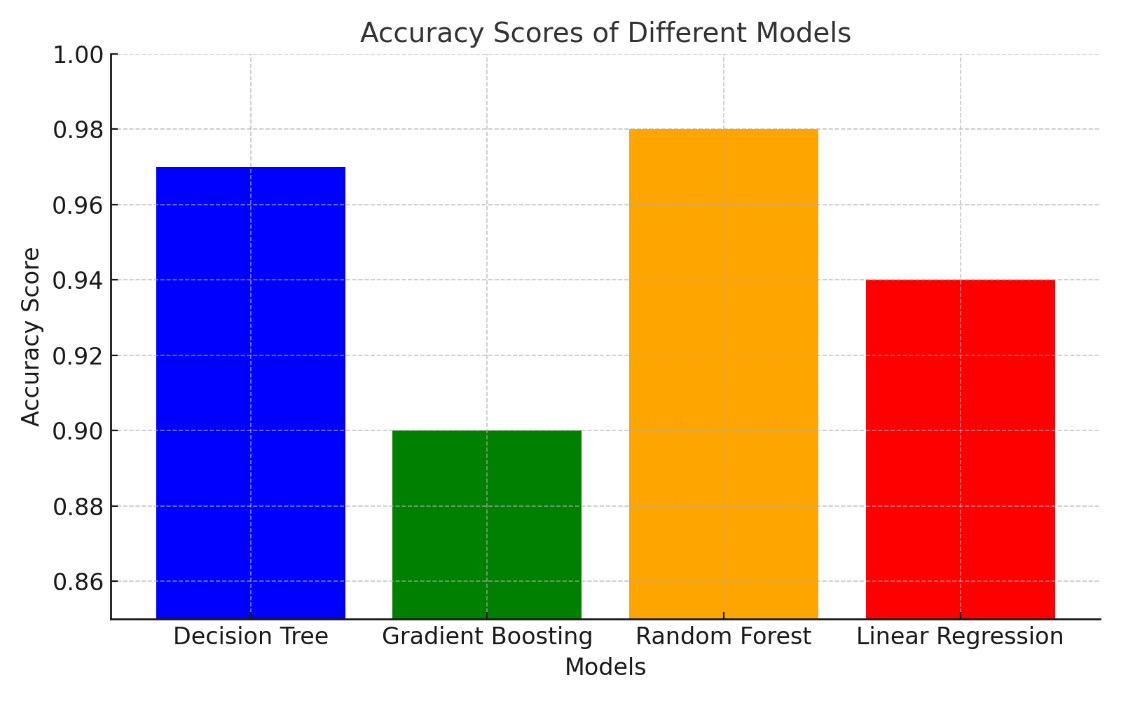 Accuracy Scores of Different Models
1.00
0.98
0.96
0.94
0.92
0.90
0.88
0.86
Accuracy Score
Decision Tree
Gradient Boosting
Random Forest
Linear Regression
Models